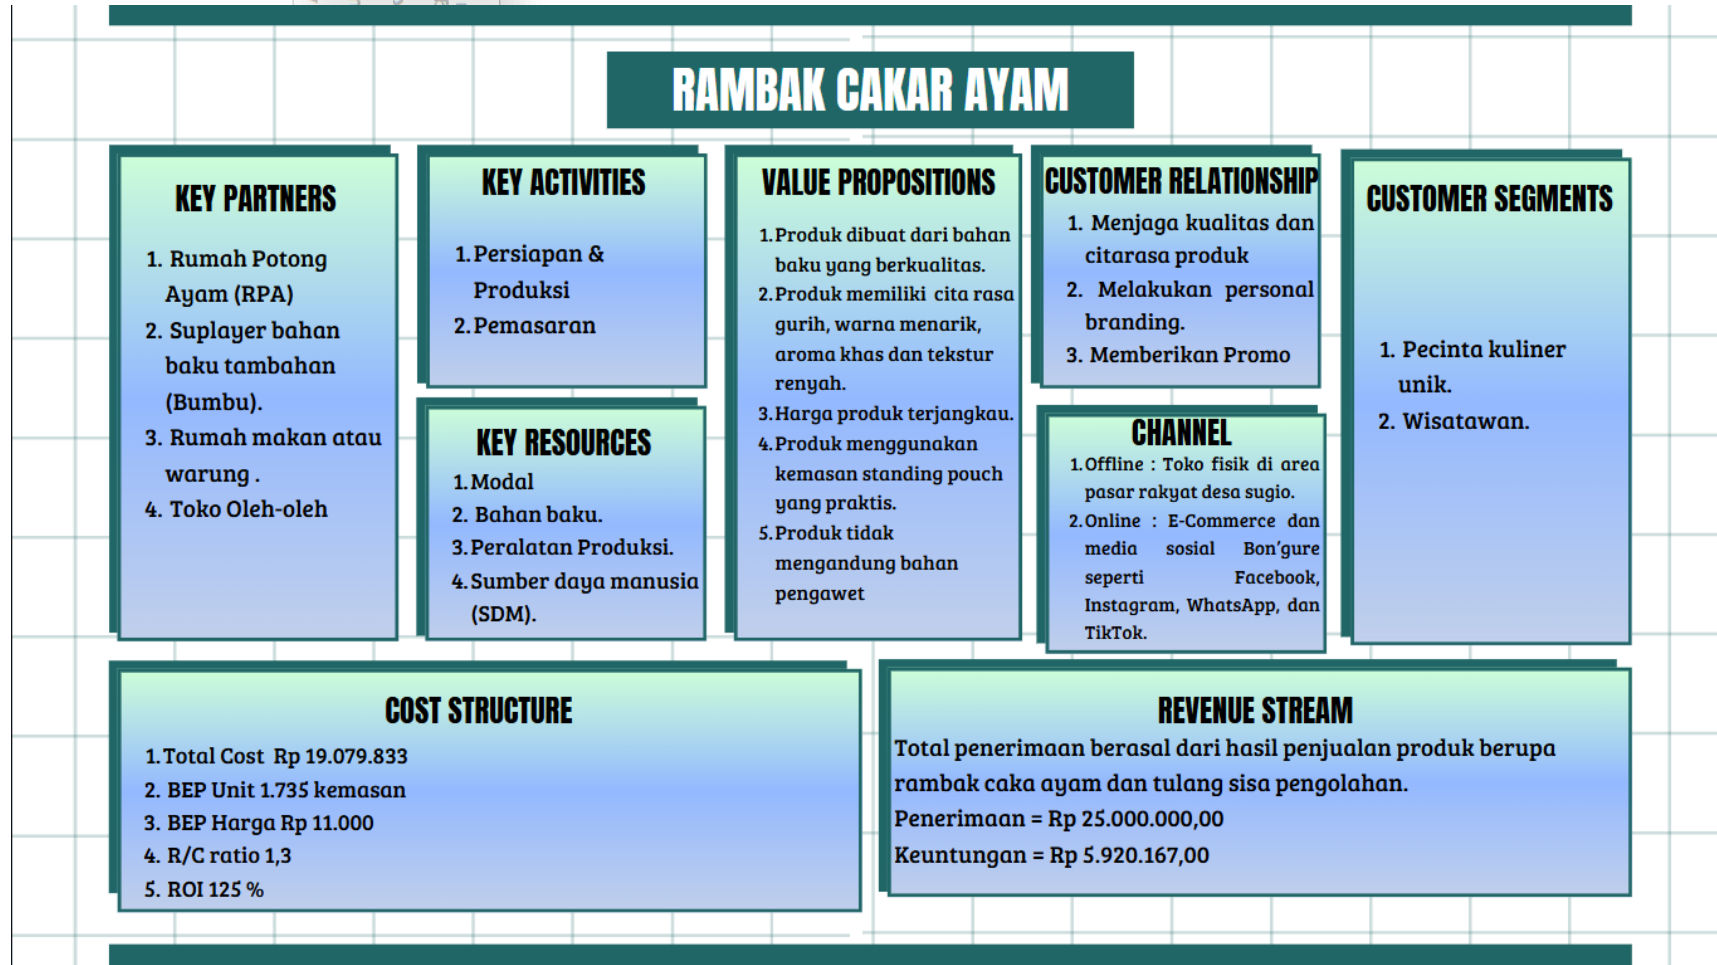 RAMBAK CAKAR AYAM
KEY PARTNERS
1. Rumah Potong
Ayam (RPA)
2. Suplayer bahan
baku tambahan
(Bumbu).
3. Rumah makan atau
warung .
4. Toko Oleh-oleh
KEY ACTIVITIES
1. Persiapan &
Produksi
2. Pemasaran
KEY RESOURCES
1. Modal
2. Bahan baku.
3. Peralatan Produksi.
4. Sumber daya manusia
(SDM).
VALUE PROPOSITIONS
1. Produk dibuat dari bahan
baku yang berkualitas.
2. Produk memiliki cita rasa
gurih, warna menarik,
aroma khas dan tekstur
renyah.
3. Harga produk terjangkau.
4. Produk menggunakan
kemasan standing pouch
yang praktis.
5. Produk tidak
mengandung bahan
pengawet
CUSTOMER RELATIONSHIP
1. Menjaga kualitas dan
citarasa produk
2. Melakukan personal
branding.
3. Memberikan Promo
CHANNEL
1. Offline : Toko fisik di area
pasar rakyat desa sugio.
2. Online : E-Commerce dan
media sosial Bon'gure
seperti Facebook,
Instagram, WhatsApp, dan
TikTok.
CUSTOMER SEGMENTS
1. Pecinta kuliner
unik.
2. Wisatawan.
COST STRUCTURE
1. Total Cost Rp 19.079.833
2. BEP Unit 1.735 kemasan
3. BEP Harga Rp 11.000
4. R/C ratio 1,3
5. ROI 125 %
REVENUE STREAM
Total penerimaan berasal dari hasil penjualan produk berupa
rambak caka ayam dan tulang sisa pengolahan.
Penerimaan = Rp 25.000.000,00
Keuntungan = Rp 5.920.167,00